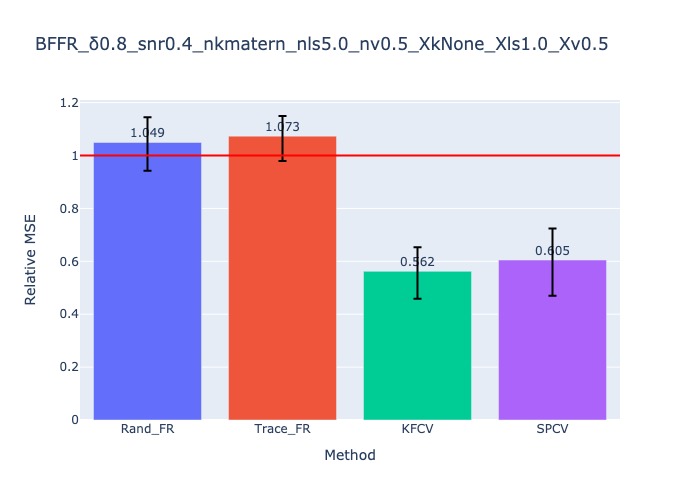 BFFR_δ0.8_snr0.4_nkmatern_nls5.0_nv0.5_XkNone_Xls1.0_Xv0.5
1.2
1
0.8
0.6
0.4
0.2
0
Relative MSE
1.049
1.073
0.562
0.605
Rand_FR
Trace_FR
KFCV
SPCV
Method